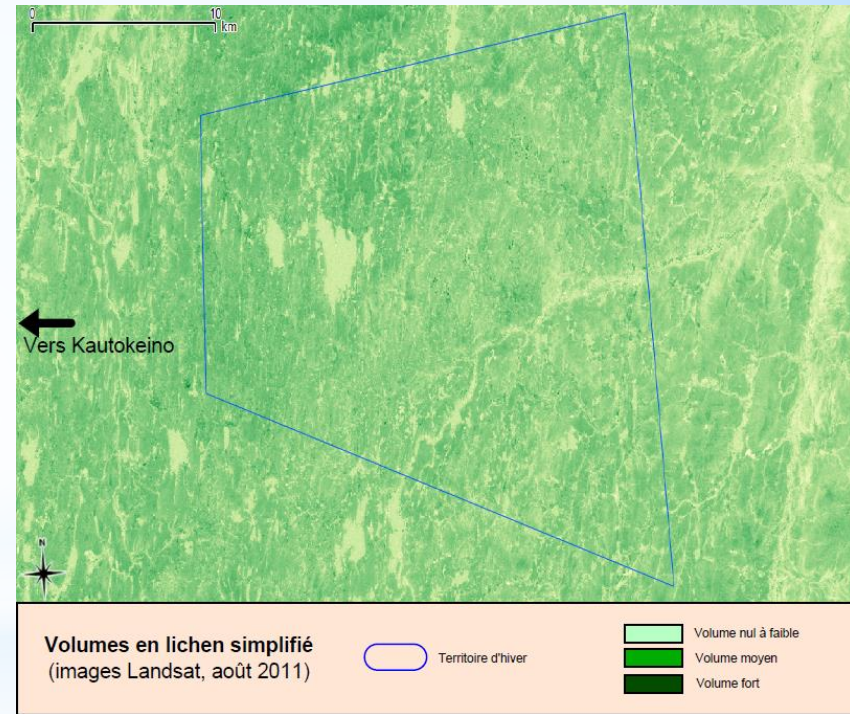 0 10
km
Vers Kautokeino
N
Volumes en lichen simplifié
(images Landsat, août 2011)
Territoire d'hiver
Volume nul à faible
Volume moyen
Volume fort